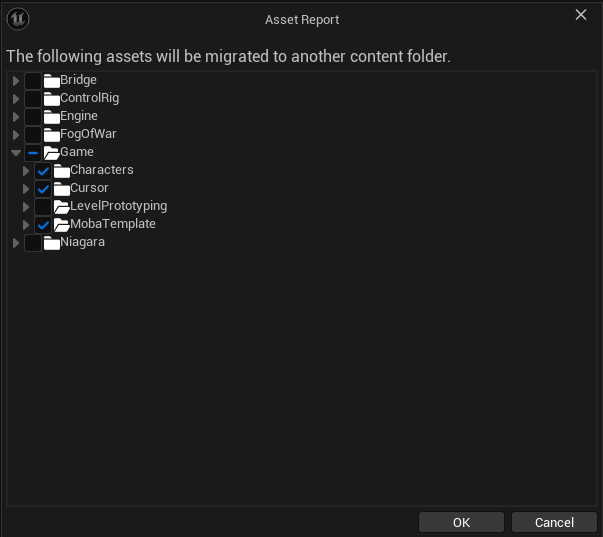 Asset Report
The following assets will be migrated to another content folder.
Bridge
ControlRig
Engine
FogOfWar
Game
Characters
Cursor
LevelPrototyping
MobaTemplate
Niagara
OK
Cancel